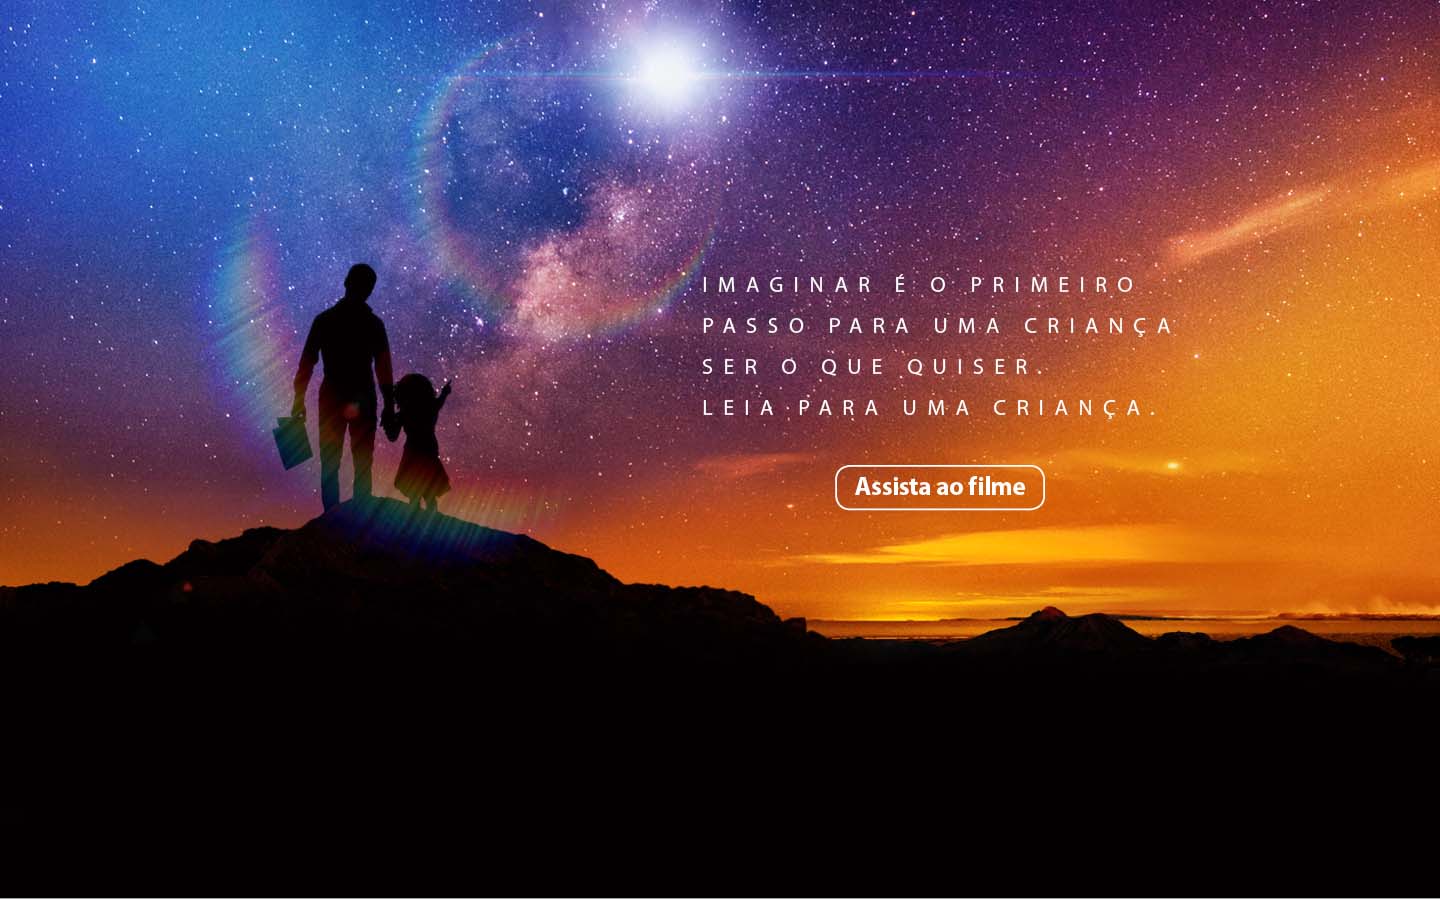 IMAGINAR É O PRIMEIRO
PASSO PARA UMA CRIANÇA
SER O QUE QUISER.
LEIA PARA UMA CRIANÇA.
Assista ao filme